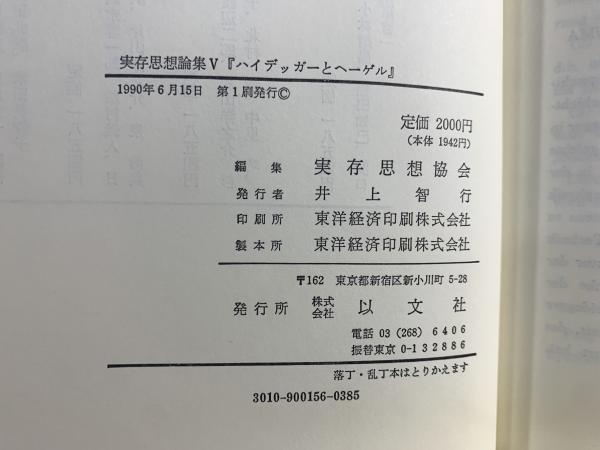 実存思想論集Ⅴ『ハイデッガーとヘーゲル』
1990年6月15日 第1刷発行©
定価 2000円
(本体 1942円)
編集 実存思想協会
発行者 井上智行
印刷所 東洋経済印刷株式会社
製本所 東洋経済印刷株式会社
〒162 東京都新宿区新小川町 5-28
発行所 株式会社 以文社
電話 03 (268) 6406
振替東京 0-132886
落丁・乱丁本はとりかえます
3010-900156-0385